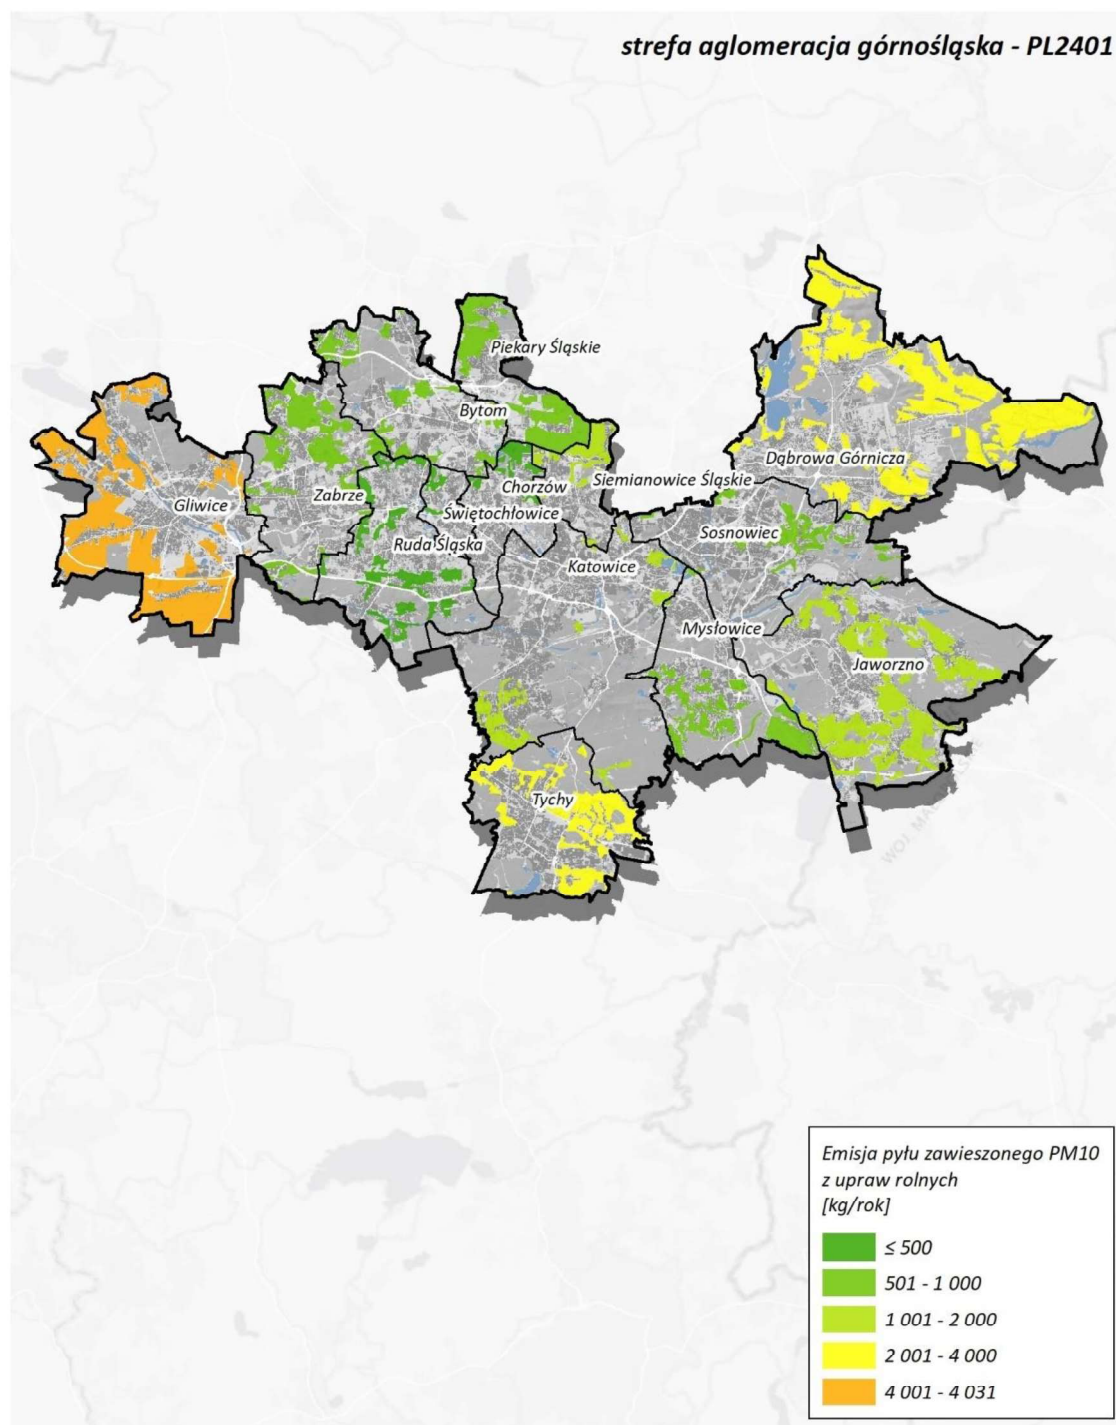 strefa aglomeracja górnośląska - PL2401
Piekary Śląskie
Bytom
Dąbrowa Górnicza
Siemianowice Śląskie
Chorzów
Zabrze
Gliwice
Świętochłowice
Sosnowiec
Ruda Śląska
Katowice
Mysłowice
Jaworzno
Tychy
Emisja pyłu zawieszonego PM10
z upraw rolnych
[kg/rok]
≤ 500
501 - 1 000
1 001 - 2 000
2 001 - 4 000
4 001 - 4 031